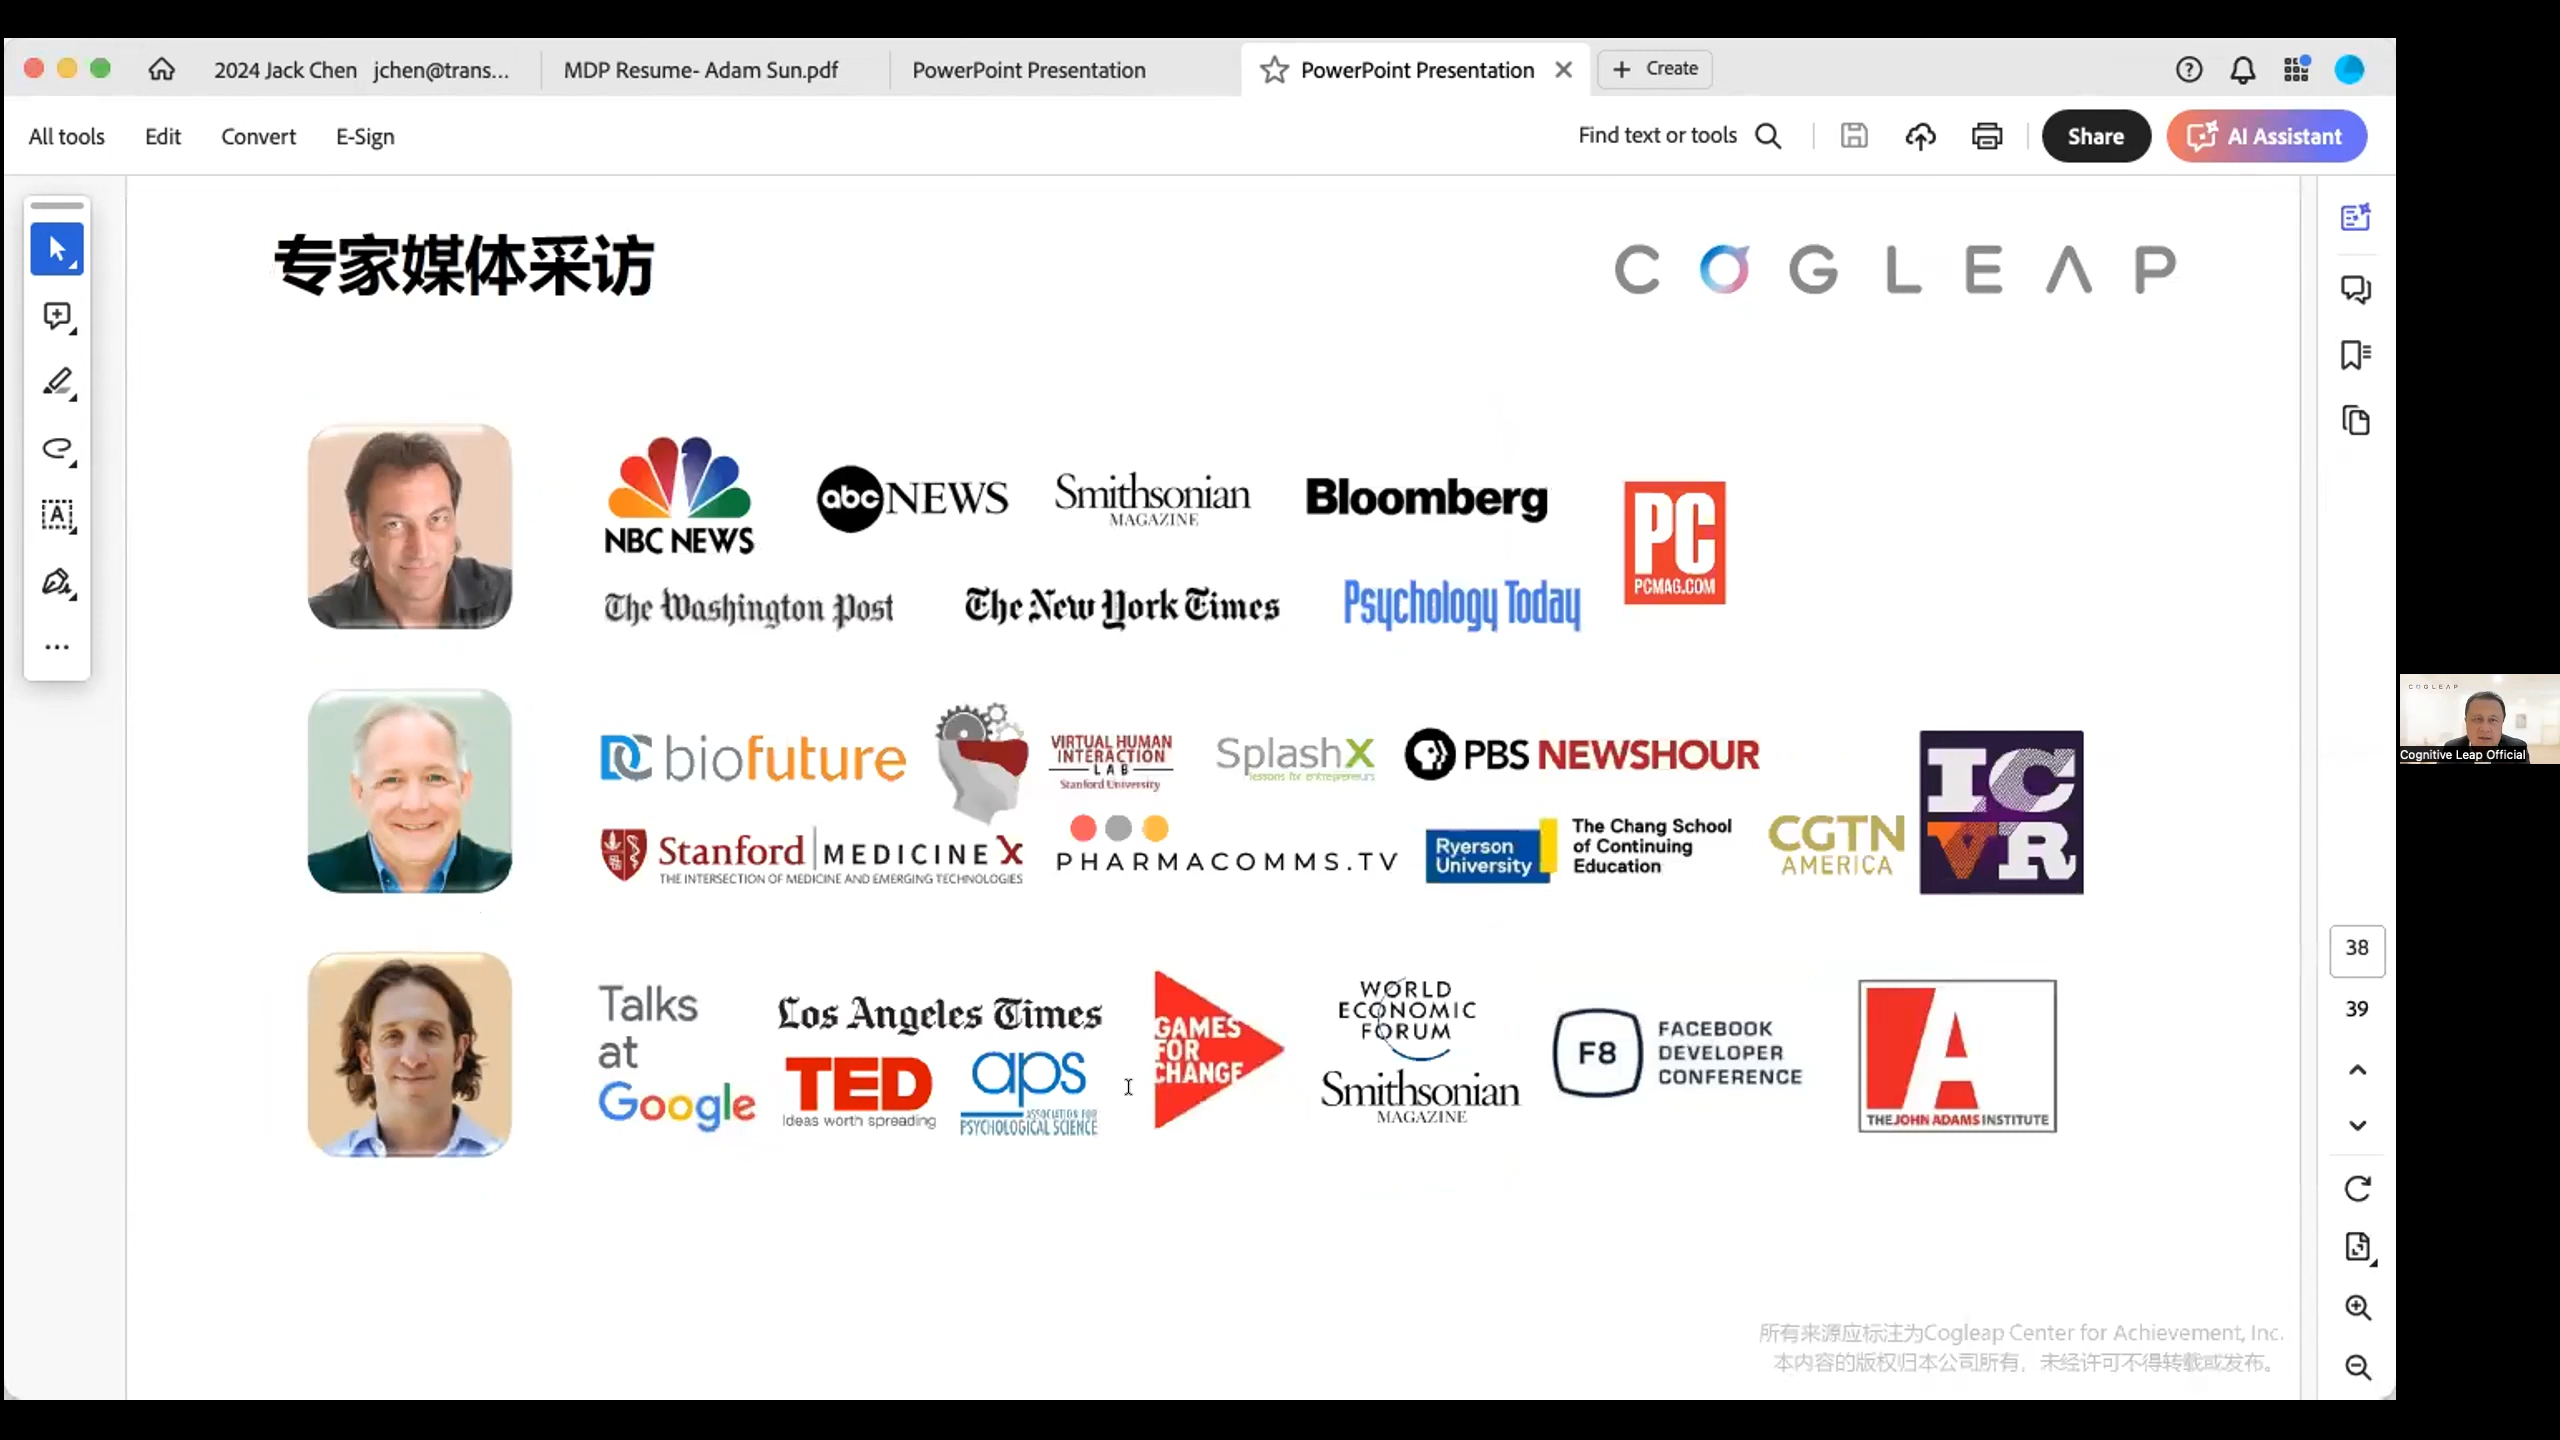 2024 Jack Chen jchen@trans...
MDP Resume- Adam Sun.pdf
PowerPoint Presentation
PowerPoint Presentation
Create
All tools
Edit
Convert
E-Sign
Find text or tools
Share
AI Assistant
专家媒体采访
COGLEAP
NBC NEWS
abc NEWS
Smithsonian
MAGAZINE
Bloomberg
PC
PCMAG.COM
The Washington Post
The New York Times
Psychology Today
DC biofuture
VIRTUAL HUMAN
INTERACTION
LAB
Stanford University
SplashX
lessons for entrepreneurs
PBS NEWSHOUR
ICVR
Stanford MEDICINE X
THE INTERSECTION OF MEDICINE AND EMERGING TECHNOLOGIES
PHARMACOMMS.TV
Ryerson
University
The Chang School
of Continuing
Education
CGTN
AMERICA
Talks
at
Google
Los Angeles Times
TED
Ideas worth spreading
aps
ASSOCIATION FOR
PSYCHOLOGICAL SCIENCE
GAMES
FOR
CHANGE
WORLD
ECONOMIC
FORUM
Smithsonian
MAGAZINE
F8
FACEBOOK
DEVELOPER
CONFERENCE
A
THE JOHN ADAMS INSTITUTE
38
39
COGLEAP
Cognitive Leap Official
所有来源应标注为Cogleap Center for Achievement, Inc.
本内容的版权归本公司所有，未经许可不得转载或发布。